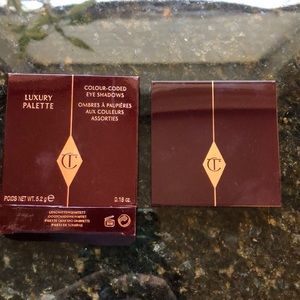 LUXURY
PALETTE
COLOUR-CODED
EYE SHADOWS
OMBRES À PAUPIÈRES
AUX COULEURS
ASSORTIES
CT
POIDS NET WT. 5.2 g e
0.18 oz.
CT